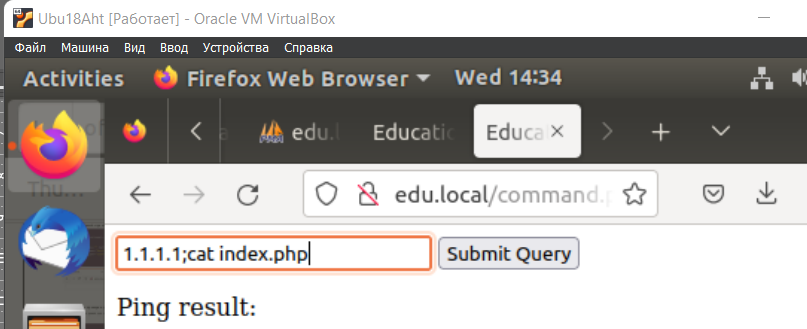 Ubu18Aht [Работает] - Oracle VM VirtualBox
Файл Машина Вид Ввод Устройства Справка
Activities Firefox Web Browser Wed 14:34
edu.l Educatio Educa
Thu...
edu.local/command.p
1.1.1.1;cat index.php Submit Query
Ping result: